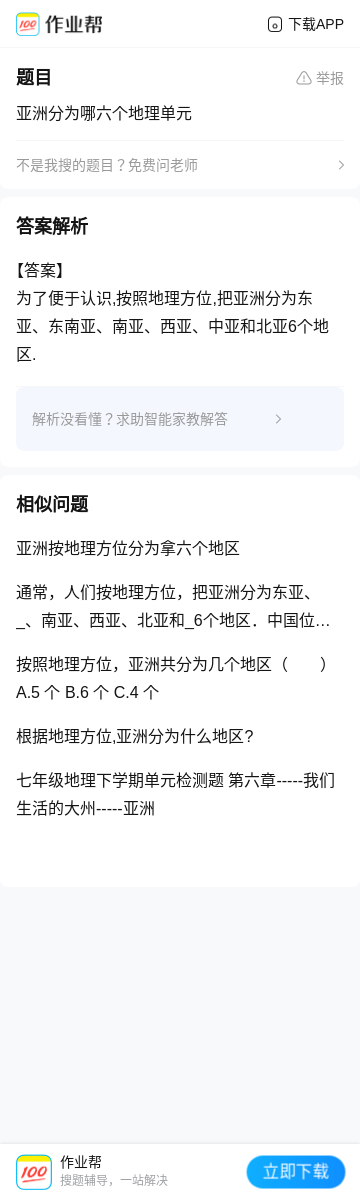 100 作业帮 下载APP
题目 举报
亚洲分为哪六个地理单元
不是我搜的题目？免费问老师
答案解析
【答案】
为了便于认识,按照地理方位,把亚洲分为东
亚、东南亚、南亚、西亚、中亚和北亚6个地
区.
解析没看懂？求助智能家教解答
相似问题
亚洲按地理方位分为拿六个地区
通常，人们按地理方位，把亚洲分为东亚、
_、南亚、西亚、北亚和_6个地区．中国位…
按照地理方位，亚洲共分为几个地区（　　）
A.5 个 B.6 个 C.4 个
根据地理方位,亚洲分为什么地区?
七年级地理下学期单元检测题 第六章-----我们
生活的大州-----亚洲
100 作业帮
搜题辅导，一站解决
立即下载